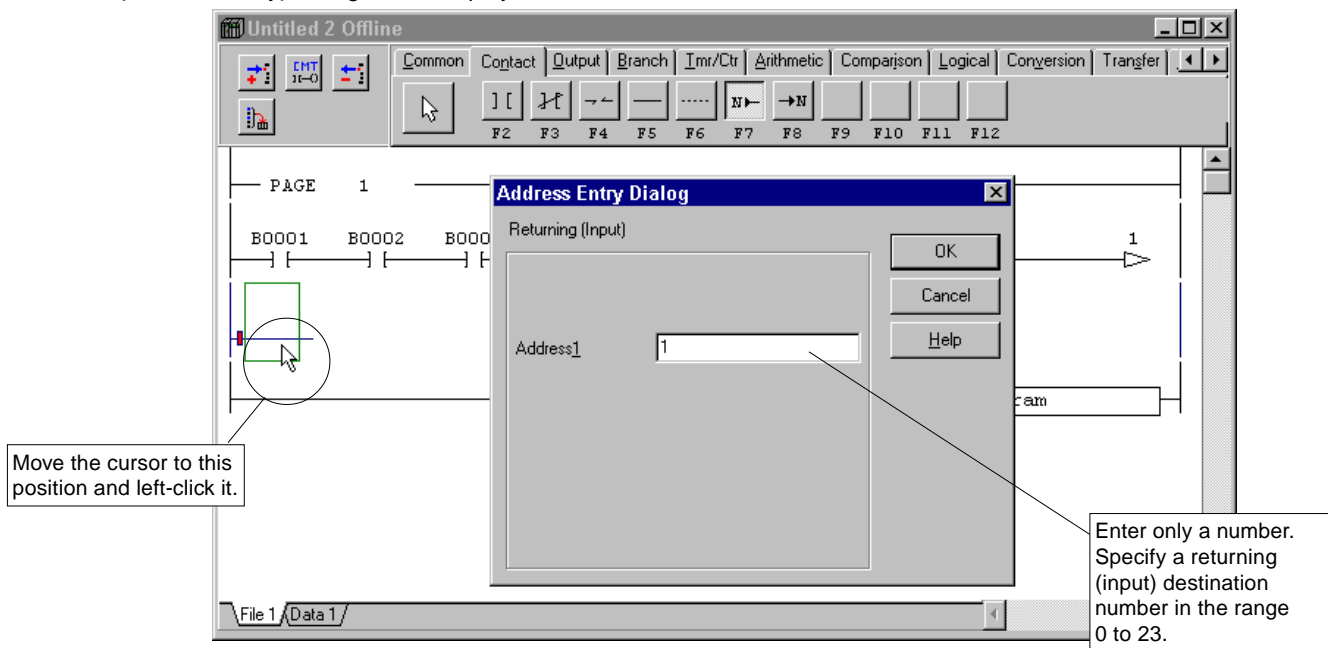 Untitled 2 Offline
Common Contact Output Branch Tmr/Ctr Arithmetic Comparison Logical Conversion Transfer
CMT
N N
F2 F3 F4 F5 F6 F7 F8 F9 F10 F11 F12
PAGE 1
Address Entry Dialog
Returning (Input)
B0001 B0002 B000
1
OK
Cancel
Help
Address1
1
ram
Move the cursor to this
position and left-click it.
Enter only a number.
Specify a returning
(input) destination
number in the range
0 to 23.
File 1 Data 1